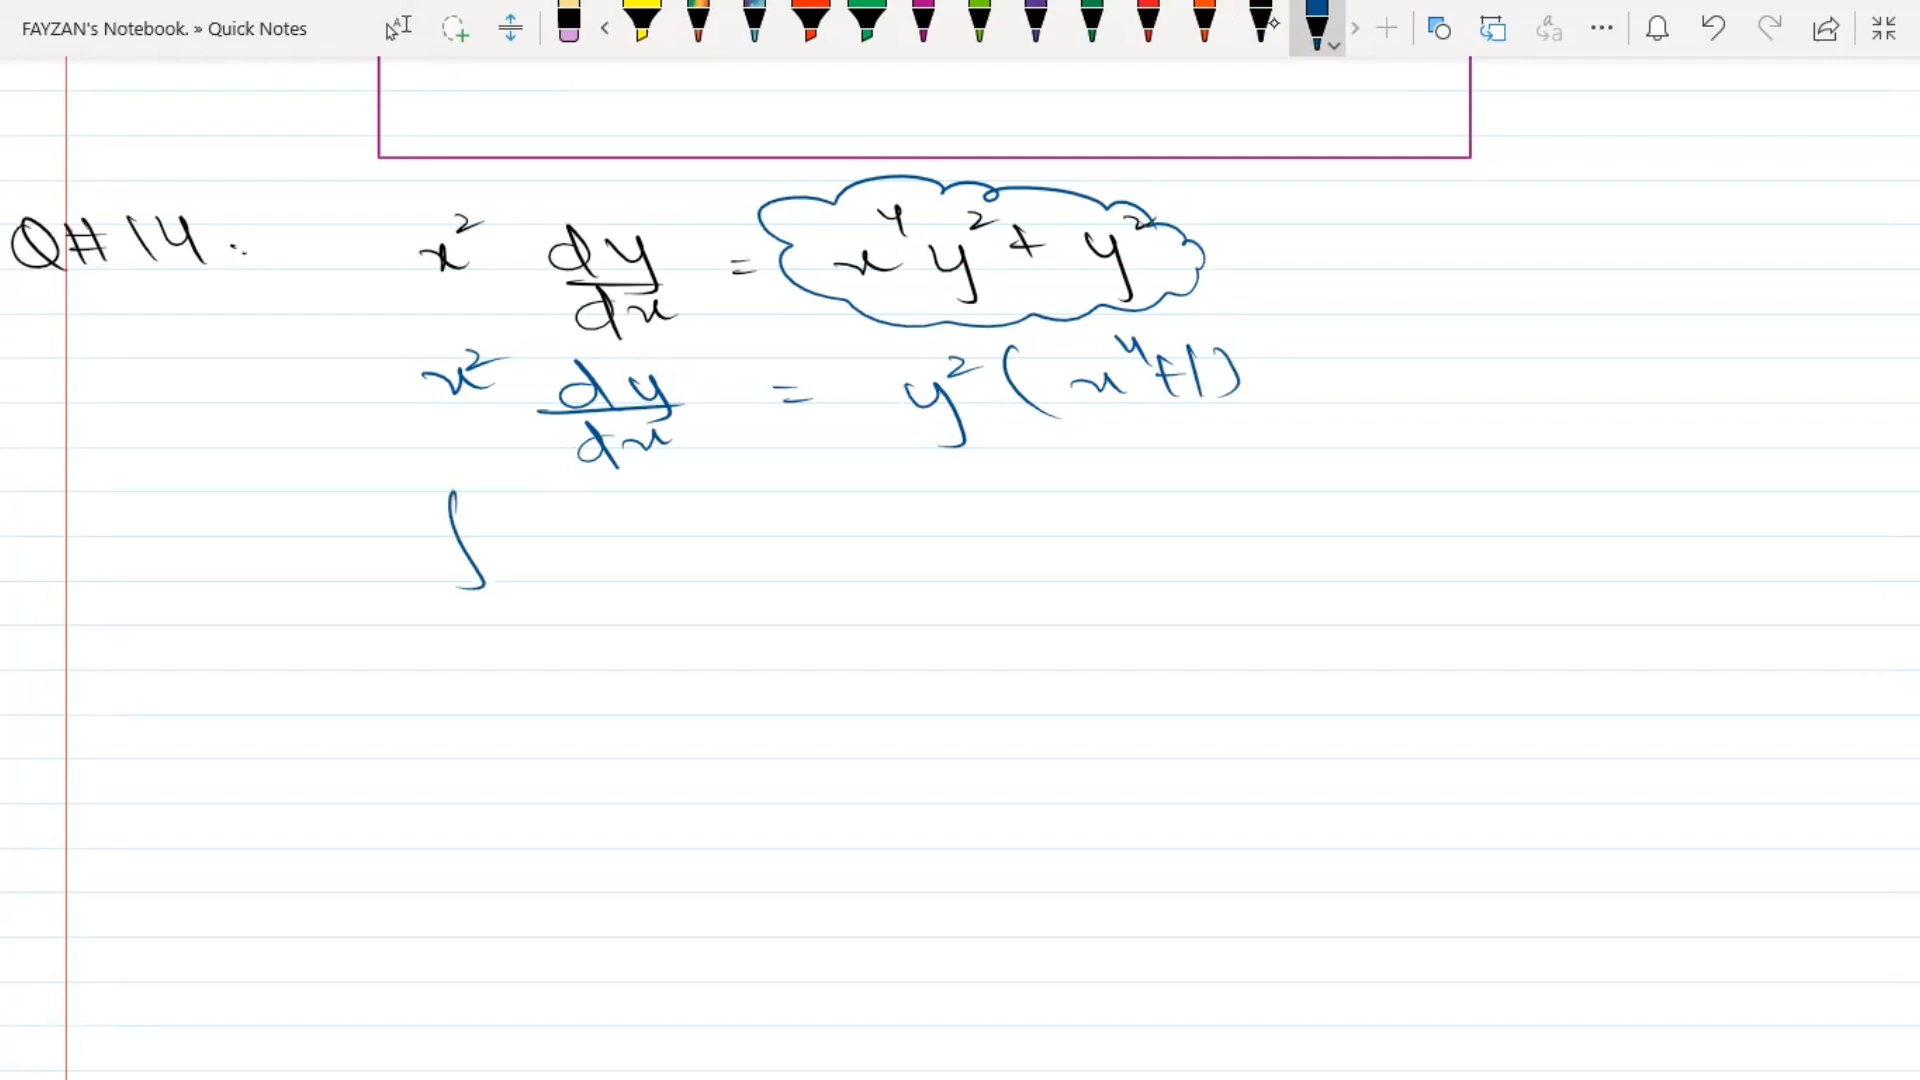 FAYZAN's Notebook. » Quick Notes
Q# 14: x² dy/dx = x⁴y² + y²
x² dy/dx = y² (x⁴+1)
∫